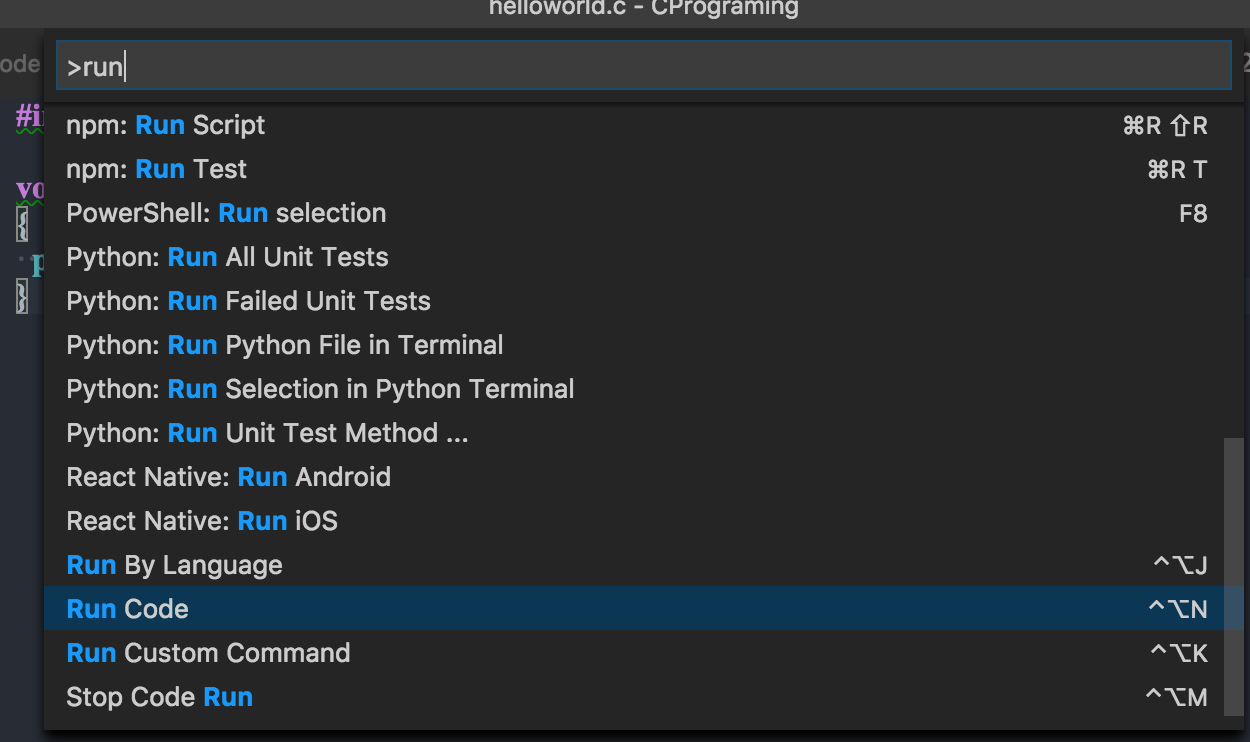 helloworld.c - CPrograming
ode
>run
#i
npm: Run Script ⌘R ⇧R
npm: Run Test ⌘R T
vo
PowerShell: Run selection F8
{
Python: Run All Unit Tests
p
Python: Run Failed Unit Tests
}
Python: Run Python File in Terminal
Python: Run Selection in Python Terminal
Python: Run Unit Test Method ...
React Native: Run Android
React Native: Run iOS
Run By Language ^⌥J
Run Code ^⌥N
Run Custom Command ^⌥K
Stop Code Run ^⌥M